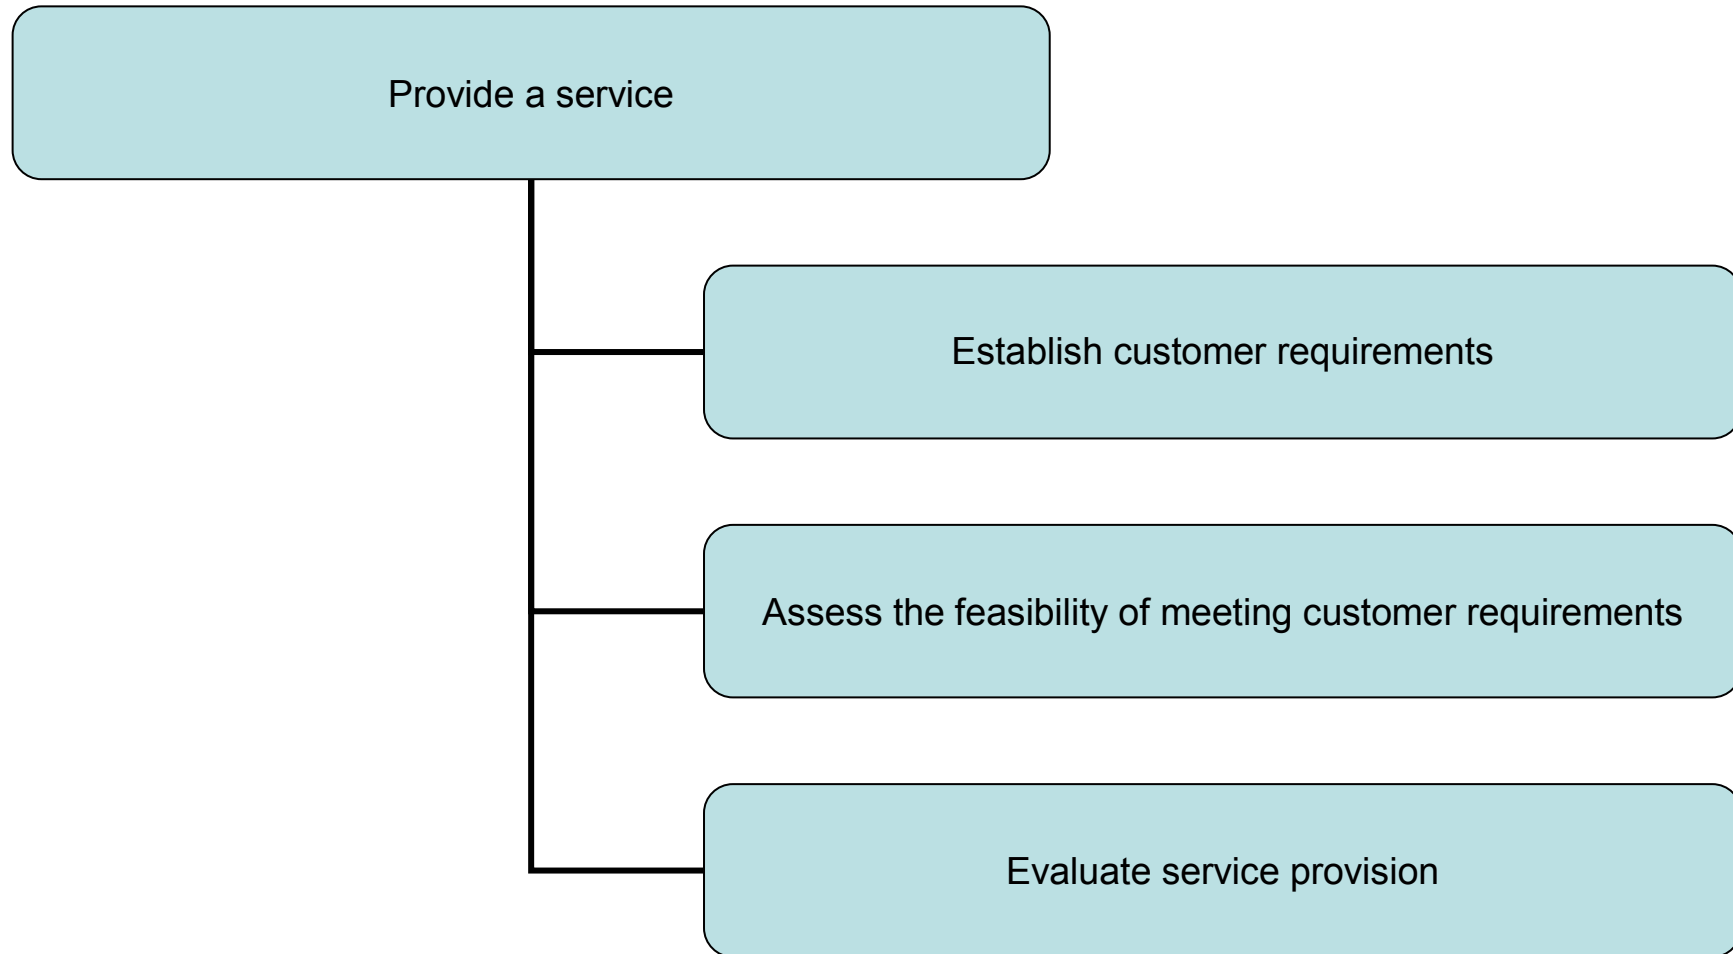 Provide a service
Establish customer requirements
Assess the feasibility of meeting customer requirements
Evaluate service provision